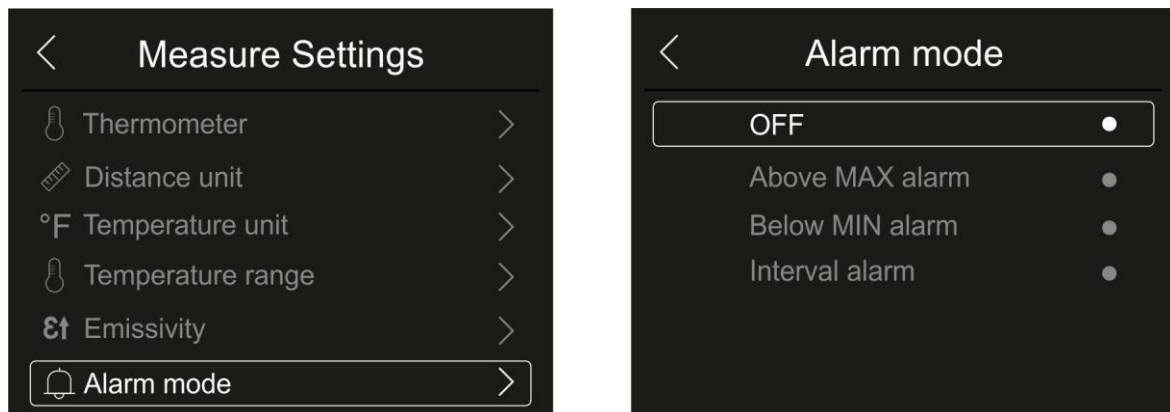 Measure Settings
Thermometer
Distance unit
°F Temperature unit
Temperature range
Ɛ↑ Emissivity
Alarm mode
Alarm mode
OFF
Above MAX alarm
Below MIN alarm
Interval alarm